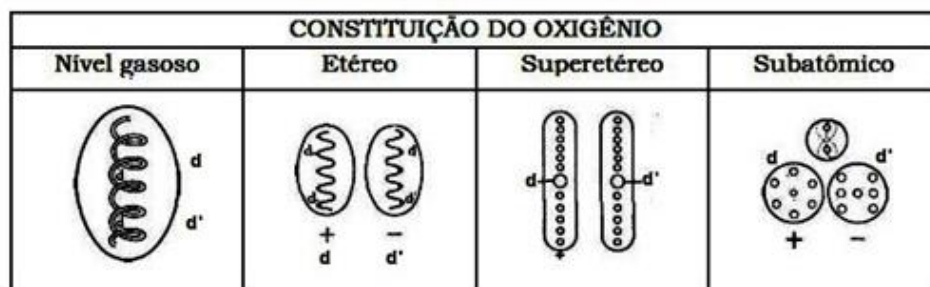 CONSTITUIÇÃO DO OXIGÊNIO
Nível gasoso Etéreo Superetéreo Subatômico
d d'
d d' d d' + - d d'
d d' +
d d' + -